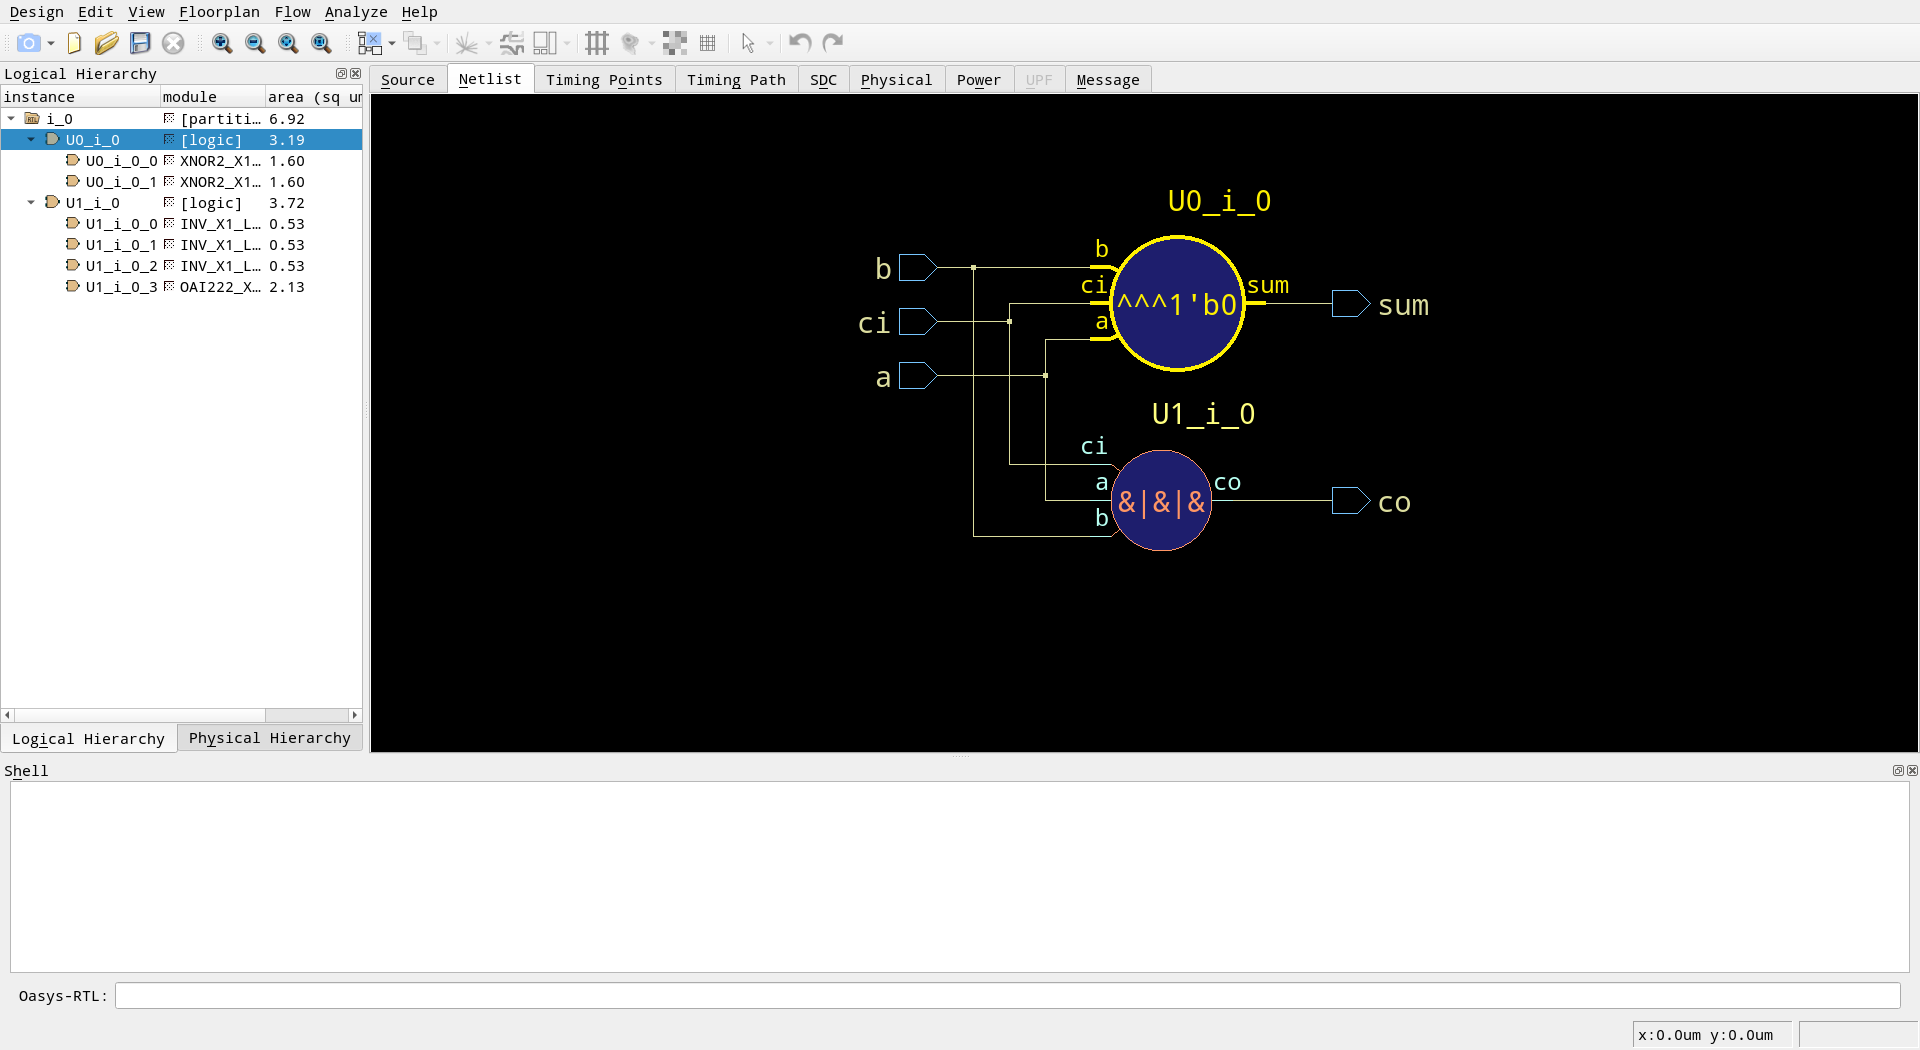 Design Edit View Floorplan Flow Analyze Help
Logical Hierarchy
instance module area (sq ur
i_0 [partiti… 6.92
U0_i_0 [logic] 3.19
U0_i_0_0 XNOR2_X1… 1.60
U0_i_0_1 XNOR2_X1… 1.60
U1_i_0 [logic] 3.72
U1_i_0_0 INV_X1_L… 0.53
U1_i_0_1 INV_X1_L… 0.53
U1_i_0_2 INV_X1_L… 0.53
U1_i_0_3 OAI222_X… 2.13
Logical Hierarchy Physical Hierarchy
Source Netlist Timing Points Timing Path SDC Physical Power UPF Message
U0_i_0
b
b
ci sum
^^^1'b0 sum
ci a
a
U1_i_0
ci
a co
&|&|& co
b
Shell
Oasys-RTL:
x:0.0um y:0.0um